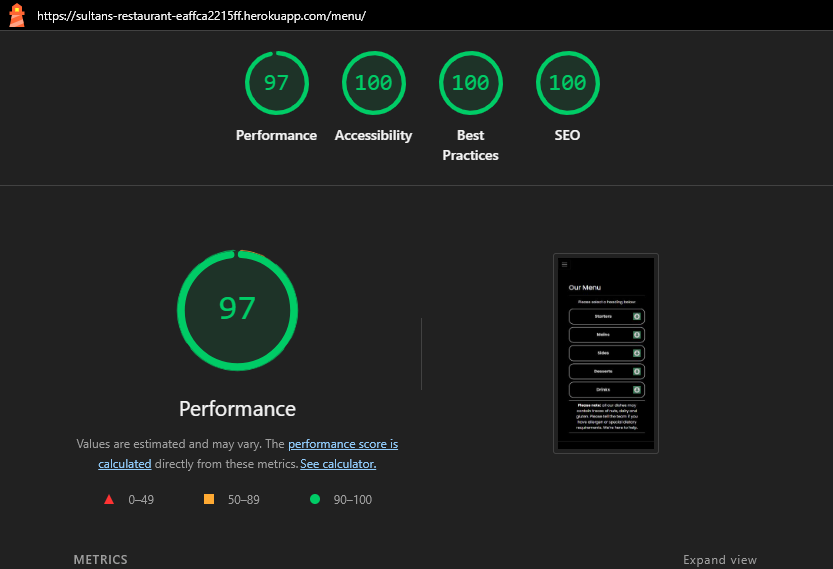 https://sultans-restaurant-eaffca2215ff.herokuapp.com/menu/
97
100
100
100
Performance
Accessibility
Best
Practices
SEO
97
Performance
Values are estimated and may vary. The performance score is
calculated directly from these metrics. See calculator.
0–49
50–89
90–100
Our Menu
Please select a heading below:
Starters
Mains
Sides
Desserts
Drinks
Please note: all our dishes may
contain traces of nuts, dairy and
gluten. Please tell the team if you
have allergen or special dietary
requirements. We're here to help.
METRICS
Expand view